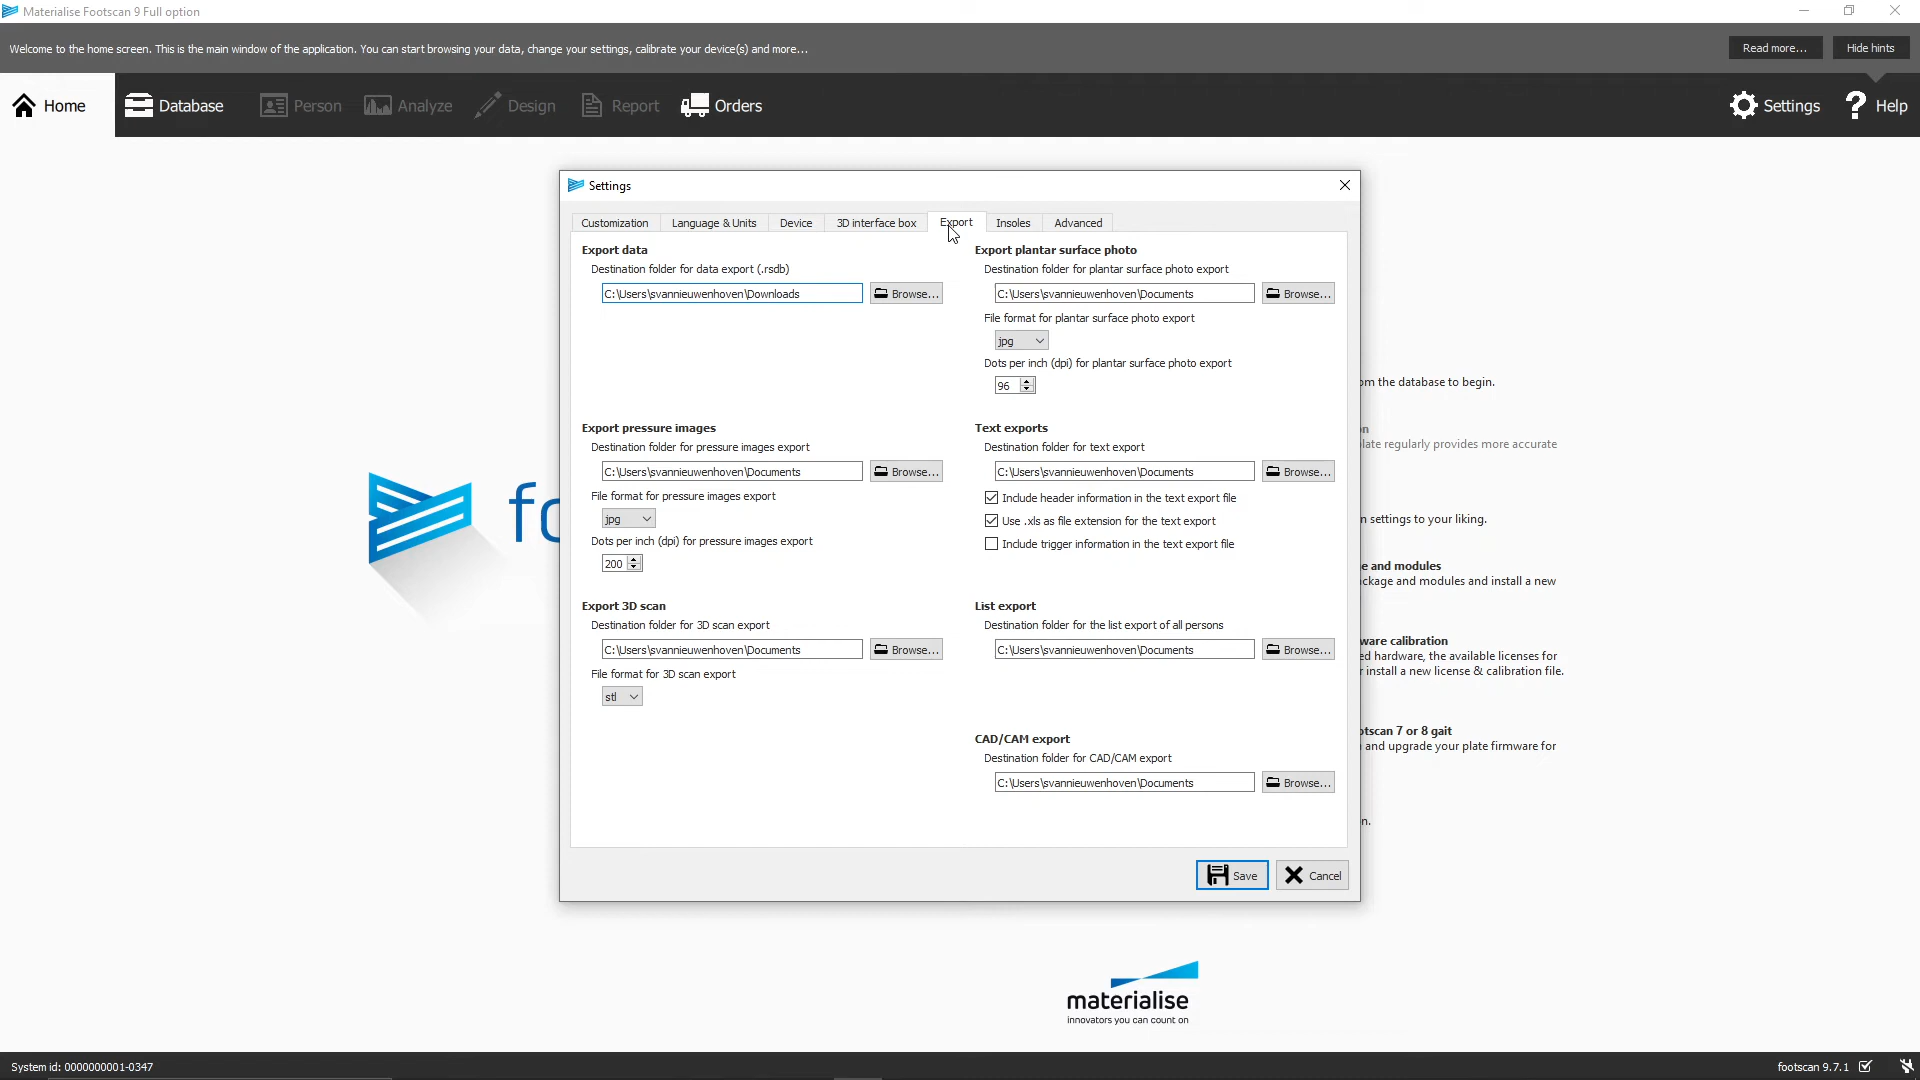 Materialise Footscan 9 Full option
Welcome to the home screen. This is the main window of the application. You can start browsing your data, change your settings, calibrate your device(s) and more...
Read more...
Hide hints
Home
Database
Person
Analyze
Design
Report
Orders
Settings
Help
Settings
Customization
Language & Units
Device
3D interface box
Export
Insoles
Advanced
Export data
Destination folder for data export (.rsdb)
C:\Users\svannieuwenhoven\Downloads
Browse...
Export pressure images
Destination folder for pressure images export
C:\Users\svannieuwenhoven\Documents
Browse...
File format for pressure images export
jpg
Dots per inch (dpi) for pressure images export
200
Export 3D scan
Destination folder for 3D scan export
C:\Users\svannieuwenhoven\Documents
Browse...
File format for 3D scan export
stl
Export plantar surface photo
Destination folder for plantar surface photo export
C:\Users\svannieuwenhoven\Documents
Browse...
File format for plantar surface photo export
jpg
Dots per inch (dpi) for plantar surface photo export
96
Text exports
Destination folder for text export
C:\Users\svannieuwenhoven\Documents
Browse...
Include header information in the text export file
Use .xls as file extension for the text export
Include trigger information in the text export file
List export
Destination folder for the list export of all persons
C:\Users\svannieuwenhoven\Documents
Browse...
CAD/CAM export
Destination folder for CAD/CAM export
C:\Users\svannieuwenhoven\Documents
Browse...
Save
Cancel
fo
om the database to begin.
on
late regularly provides more accurate
n settings to your liking.
e and modules
ckage and modules and install a new
ware calibration
ed hardware, the available licenses for
r install a new license & calibration file.
otscan 7 or 8 gait
and upgrade your plate firmware for
n.
materialise
innovators you can count on
System id: 0000000001-0347
footscan 9.7.1